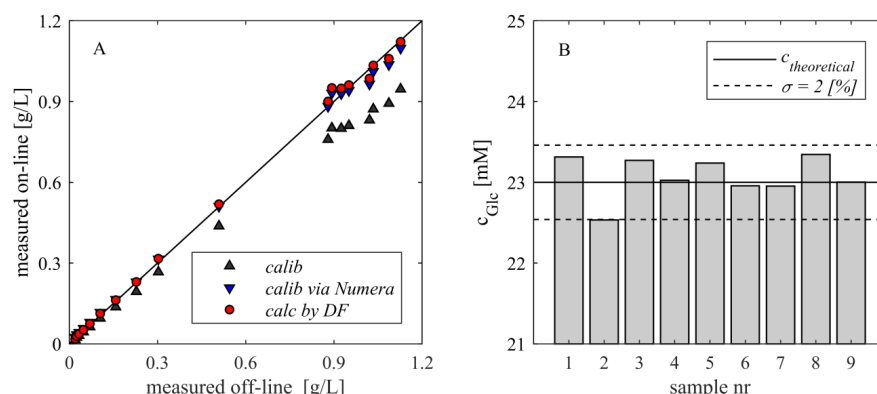 A
1.2
0.9
0.6
0.3
0
0
0.3
0.6
0.9
1.2
measured on-line [g/L]
measured off-line [g/L]
calib
calib via Numera
calc by DF
B
25
24
23
22
21
1 2 3 4 5 6 7 8 9
c_Glc [mM]
sample nr
c_theoretical
σ = 2 [%]